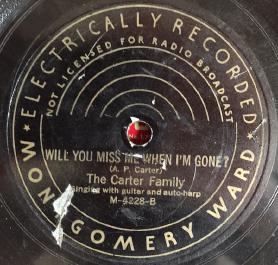 ★ ELECTRICALLY RECORDED ★
NOT LICENSED FOR RADIO BROADCAST
WILL YOU MISS ME WHEN I'M GONE?
(A. P. Carter)
The Carter Family
Singing with guitar and auto-harp
M-4228-B
MONTGOMERY WARD